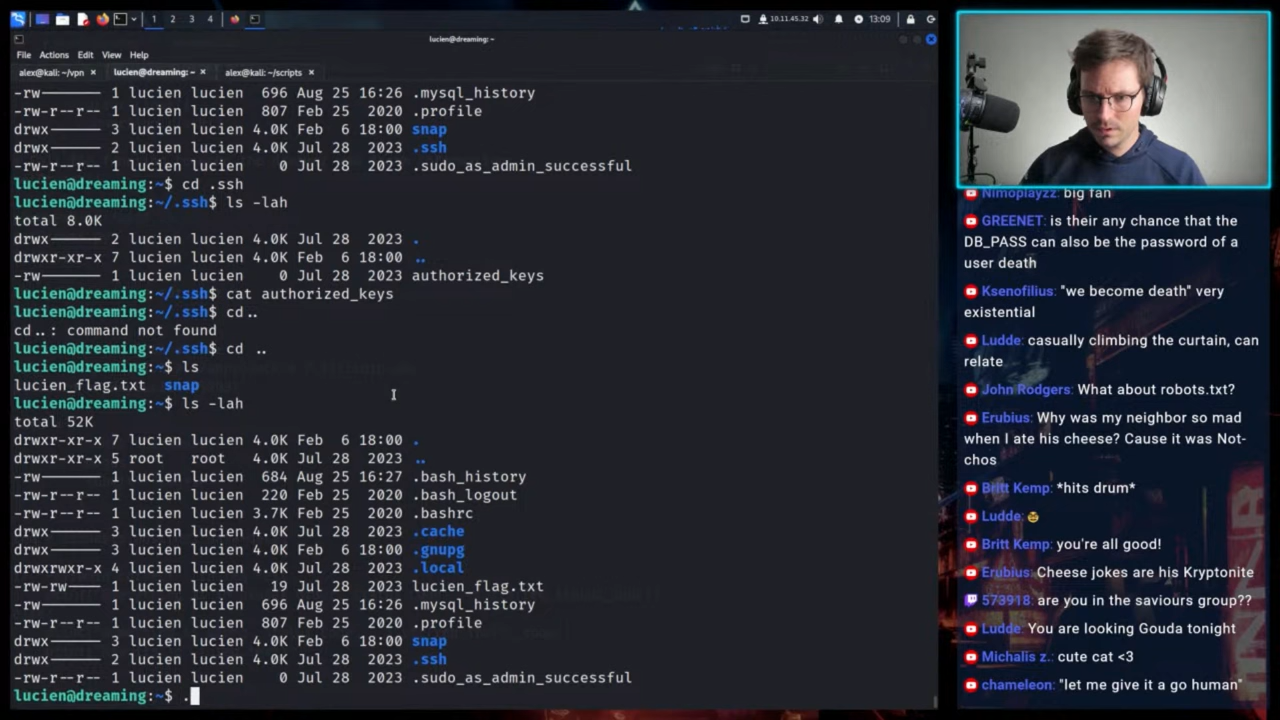 1 2 3 4
10.11.45.32
13:09
lucien@dreaming: ~
File Actions Edit View Help
alex@kali: ~/vpn × lucien@dreaming: ~ × alex@kali: ~/scripts ×
-rw------- 1 lucien lucien 696 Aug 25 16:26 .mysql_history
-rw-r--r-- 1 lucien lucien 807 Feb 25 2020 .profile
drwx------ 3 lucien lucien 4.0K Feb 6 18:00 snap
drwx------ 2 lucien lucien 4.0K Jul 28 2023 .ssh
-rw-r--r-- 1 lucien lucien 0 Jul 28 2023 .sudo_as_admin_successful
lucien@dreaming:~$ cd .ssh
lucien@dreaming:~/.ssh$ ls -lah
total 8.0K
drwx------ 2 lucien lucien 4.0K Jul 28 2023 .
drwxr-xr-x 7 lucien lucien 4.0K Feb 6 18:00 ..
-rw------- 1 lucien lucien 0 Jul 28 2023 authorized_keys
lucien@dreaming:~/.ssh$ cat authorized_keys
lucien@dreaming:~/.ssh$ cd..
cd..: command not found
lucien@dreaming:~/.ssh$ cd ..
lucien@dreaming:~$ ls
lucien_flag.txt snap
lucien@dreaming:~$ ls -lah
total 52K
drwxr-xr-x 7 lucien lucien 4.0K Feb 6 18:00 .
drwxr-xr-x 5 root root 4.0K Jul 28 2023 ..
-rw------- 1 lucien lucien 684 Aug 25 16:27 .bash_history
-rw-r--r-- 1 lucien lucien 220 Feb 25 2020 .bash_logout
-rw-r--r-- 1 lucien lucien 3.7K Feb 25 2020 .bashrc
drwx------ 3 lucien lucien 4.0K Jul 28 2023 .cache
drwx------ 3 lucien lucien 4.0K Feb 6 18:00 .gnupg
drwxrwxr-x 4 lucien lucien 4.0K Jul 28 2023 .local
-rw-rw---- 1 lucien lucien 19 Jul 28 2023 lucien_flag.txt
-rw------- 1 lucien lucien 696 Aug 25 16:26 .mysql_history
-rw-r--r-- 1 lucien lucien 807 Feb 25 2020 .profile
drwx------ 3 lucien lucien 4.0K Feb 6 18:00 snap
drwx------ 2 lucien lucien 4.0K Jul 28 2023 .ssh
-rw-r--r-- 1 lucien lucien 0 Jul 28 2023 .sudo_as_admin_successful
lucien@dreaming:~$ .
Nimoplayzz: big fan
GREENET: is their any chance that the
DB_PASS can also be the password of a
user death
Ksenofilius: "we become death" very
existential
Ludde: casually climbing the curtain, can
relate
John Rodgers: What about robots.txt?
Erubius: Why was my neighbor so mad
when I ate his cheese? Cause it was Not-
chos
Britt Kemp: *hits drum*
Ludde: 🤓
Britt Kemp: you're all good!
Erubius: Cheese jokes are his Kryptonite
573918: are you in the saviours group??
Ludde: You are looking Gouda tonight
Michalis z.: cute cat <3
chameleon: "let me give it a go human"